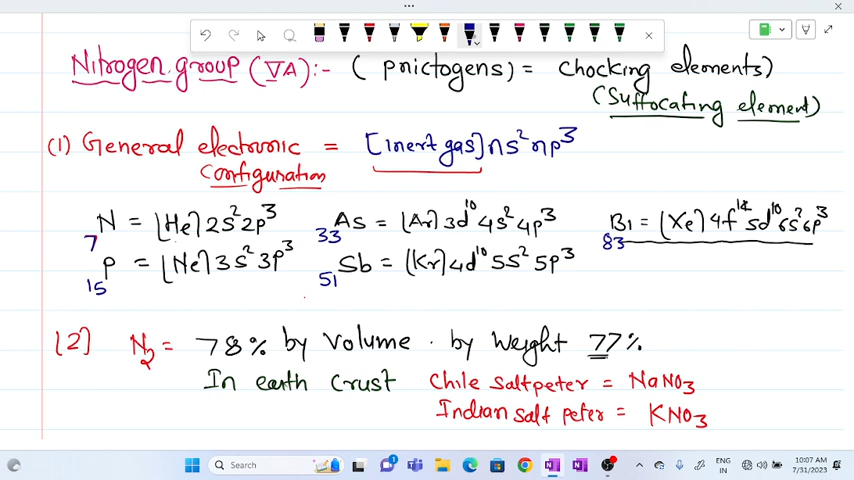 Nitrogen group (VA):- ( pnictogens) = chocking elements)
(Suffocating element)
(1) General electronic = [inert gas] ns² np³
configuration
₇N = [He] 2s² 2p³ ₃₃As = [Ar] 3d¹⁰ 4s² 4p³ ₈₃Bi = [Xe] 4f¹⁴ 5d¹⁰ 6s² 6p³
₁₅P = [Ne] 3s² 3p³ ₅₁Sb = [Kr] 4d¹⁰ 5s² 5p³
[2] N₂ = 78% by volume . by weight 77%
In earth crust Chile saltpeter = NaNO₃
Indian salt peter = KNO₃
Search
1
ENG
IN
10:07 AM
7/31/2023